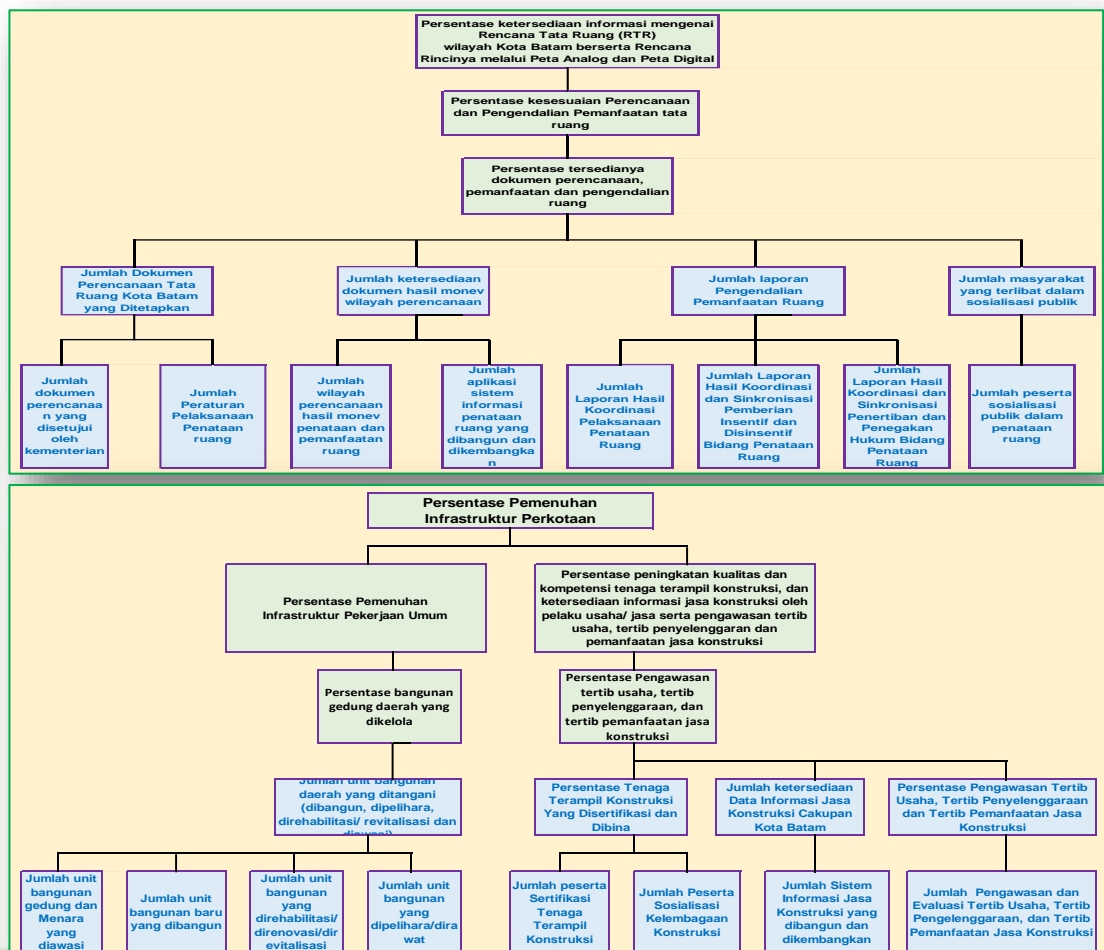 Persentase ketersediaan informasi mengenai
Rencana Tata Ruang (RTR)
wilayah Kota Batam berserta Rencana
Rincinya melalui Peta Analog dan Peta Digital
Persentase kesesuaian Perencanaan
dan Pengendalian Pemanfaatan tata
ruang
Persentase tersedianya
dokumen perencanaan,
pemanfaatan dan pengendalian
ruang
Jumlah Dokumen
Perencanaan Tata
Ruang Kota Batam
yang Ditetapkan
Jumlah ketersediaan
dokumen hasil monev
wilayah perencanaan
Jumlah laporan
Pengendalian
Pemanfaatan Ruang
Jumlah masyarakat
yang terlibat dalam
sosialisasi publik
Jumlah
dokumen
perencanaa
n yang
disetujui
oleh
kementerian
Jumlah
Peraturan
Pelaksanaan
Penataan
ruang
Jumlah
wilayah
perencanaan
hasil monev
penataan dan
pemanfaatan
ruang
Jumlah
aplikasi
sistem
informasi
penataan
ruang yang
dibangun dan
dikembangka
n
Jumlah
Laporan Hasil
Koordinasi
Pelaksanaan
Penataan
Ruang
Jumlah Laporan
Hasil Koordinasi
dan Sinkronisasi
Pemberian
Insentif dan
Disinsentif
Bidang Penataan
Ruang
Jumlah
Laporan Hasil
Koordinasi dan
Sinkronisasi
Penertiban dan
Penegakan
Hukum Bidang
Penataan
Ruang
Jumlah peserta
sosialisasi
publik dalam
penataan
ruang
Persentase Pemenuhan
Infrastruktur Perkotaan
Persentase Pemenuhan
Infrastruktur Pekerjaan Umum
Persentase peningkatan kualitas dan
kompetensi tenaga terampil konstruksi, dan
ketersediaan informasi jasa konstruksi oleh
pelaku usaha/ jasa serta pengawasan tertib
usaha, tertib penyelenggaran dan
pemanfaatan jasa konstruksi
Persentase bangunan
gedung daerah yang
dikelola
Persentase Pengawasan
tertib usaha, tertib
penyelenggaraan, dan
tertib pemanfaatan jasa
konstruksi
Jumlah unit bangunan
daerah yang ditangani
(dibangun, dipelihara,
direhabilitasi/ revitalisasi dan
diawasi)
Persentase Tenaga
Terampil Konstruksi
Yang Disertifikasi dan
Dibina
Jumlah ketersediaan
Data Informasi Jasa
Konstruksi Cakupan
Kota Batam
Persentase Pengawasan Tertib
Usaha, Tertib Penyelenggaraan
dan Tertib Pemanfaatan Jasa
Konstruksi
Jumlah unit
bangunan
gedung dan
Menara
yang
diawasi
Jumlah unit
bangunan baru
yang dibangun
Jumlah unit
bangunan
yang
direhabilitasi/
direnovasi/dir
evitalisasi
Jumlah unit
bangunan
yang
dipelihara/dira
wat
Jumlah peserta
Sertifikasi
Tenaga
Terampil
Konstruksi
Jumlah Peserta
Sosialisasi
Kelembagaan
Konstruksi
Jumlah Sistem
Informasi Jasa
Konstruksi yang
dibangun dan
dikembangkan
Jumlah Pengawasan dan
Evaluasi Tertib Usaha, Tertib
Pengelenggaraan, dan Tertib
Pemanfaatan Jasa Konstruksi